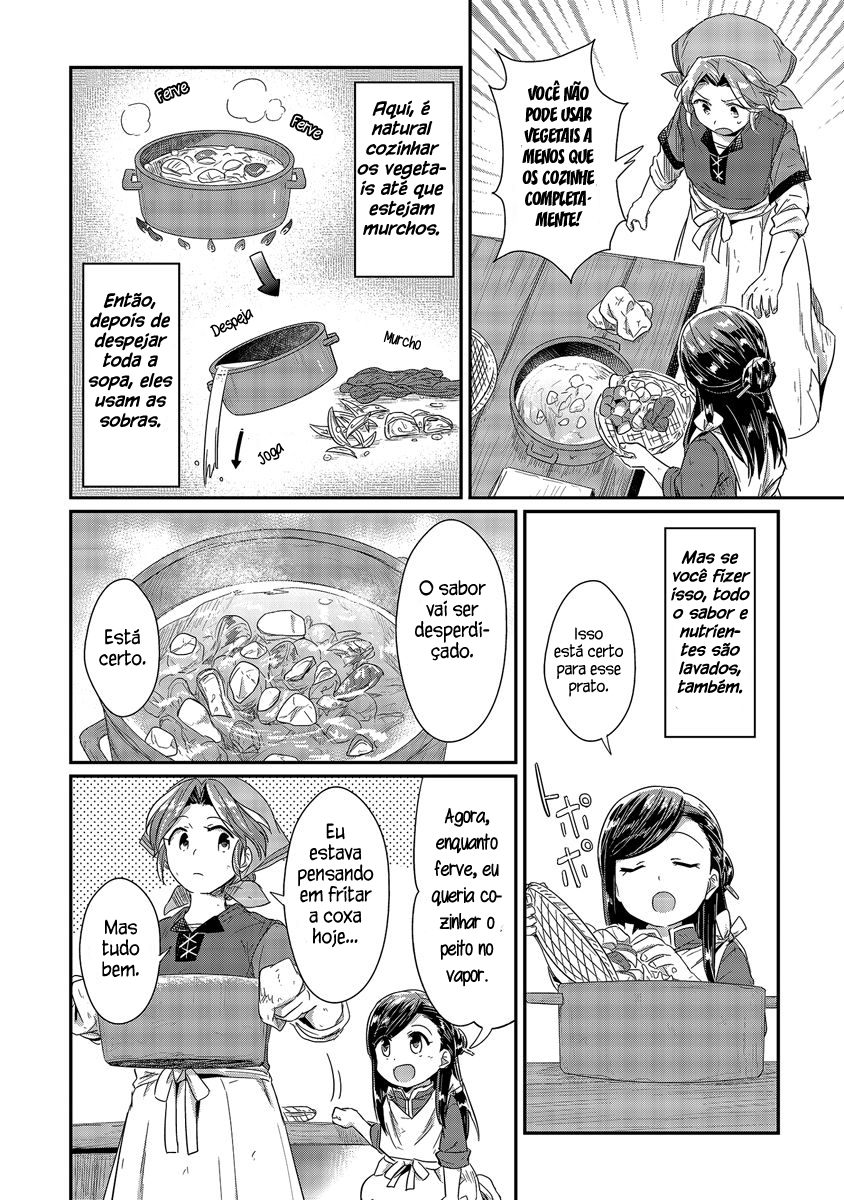 VOCÊ NÃO
PODE USAR
VEGETAIS A
MENOS QUE
OS COZINHE
COMPLETA-
MENTE!
Aqui, é
natural
cozinhar
os vegeta-
is até que
estejam
murchos.
Ferve
Ferve
Despeja
Murcho
Joga
Então,
depois de
despejar
toda a
sopa, eles
usam as
sobras.
Mas se
você fizer
isso, todo
o sabor e
nutrien-
tes são
lavados,
também.
Isso
está certo
para esse
prato.
トポポ
O sabor
vai ser
desperdi-
çado.
Está
certo.
Agora,
enquanto
ferve, eu
queria co-
zinhar o
peito no
vapor.
Eu
estava
pensando
em fritar
a coxa
hoje...
Mas
tudo
bem.